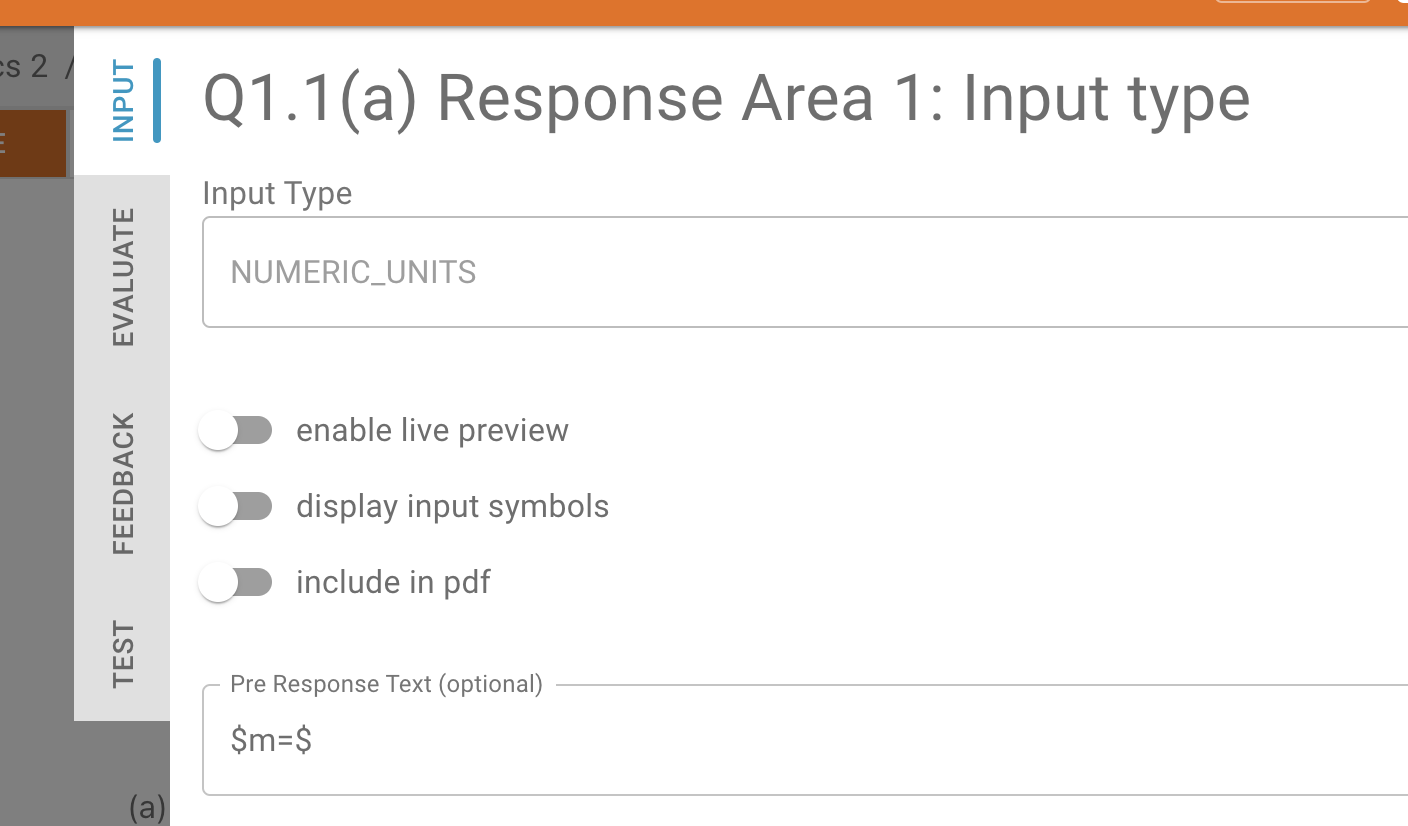 cs 2 /
E
INPUT
EVALUATE
FEEDBACK
TEST
Q1.1(a) Response Area 1: Input type
Input Type
NUMERIC_UNITS
enable live preview
display input symbols
include in pdf
Pre Response Text (optional)
$m=$
(a)